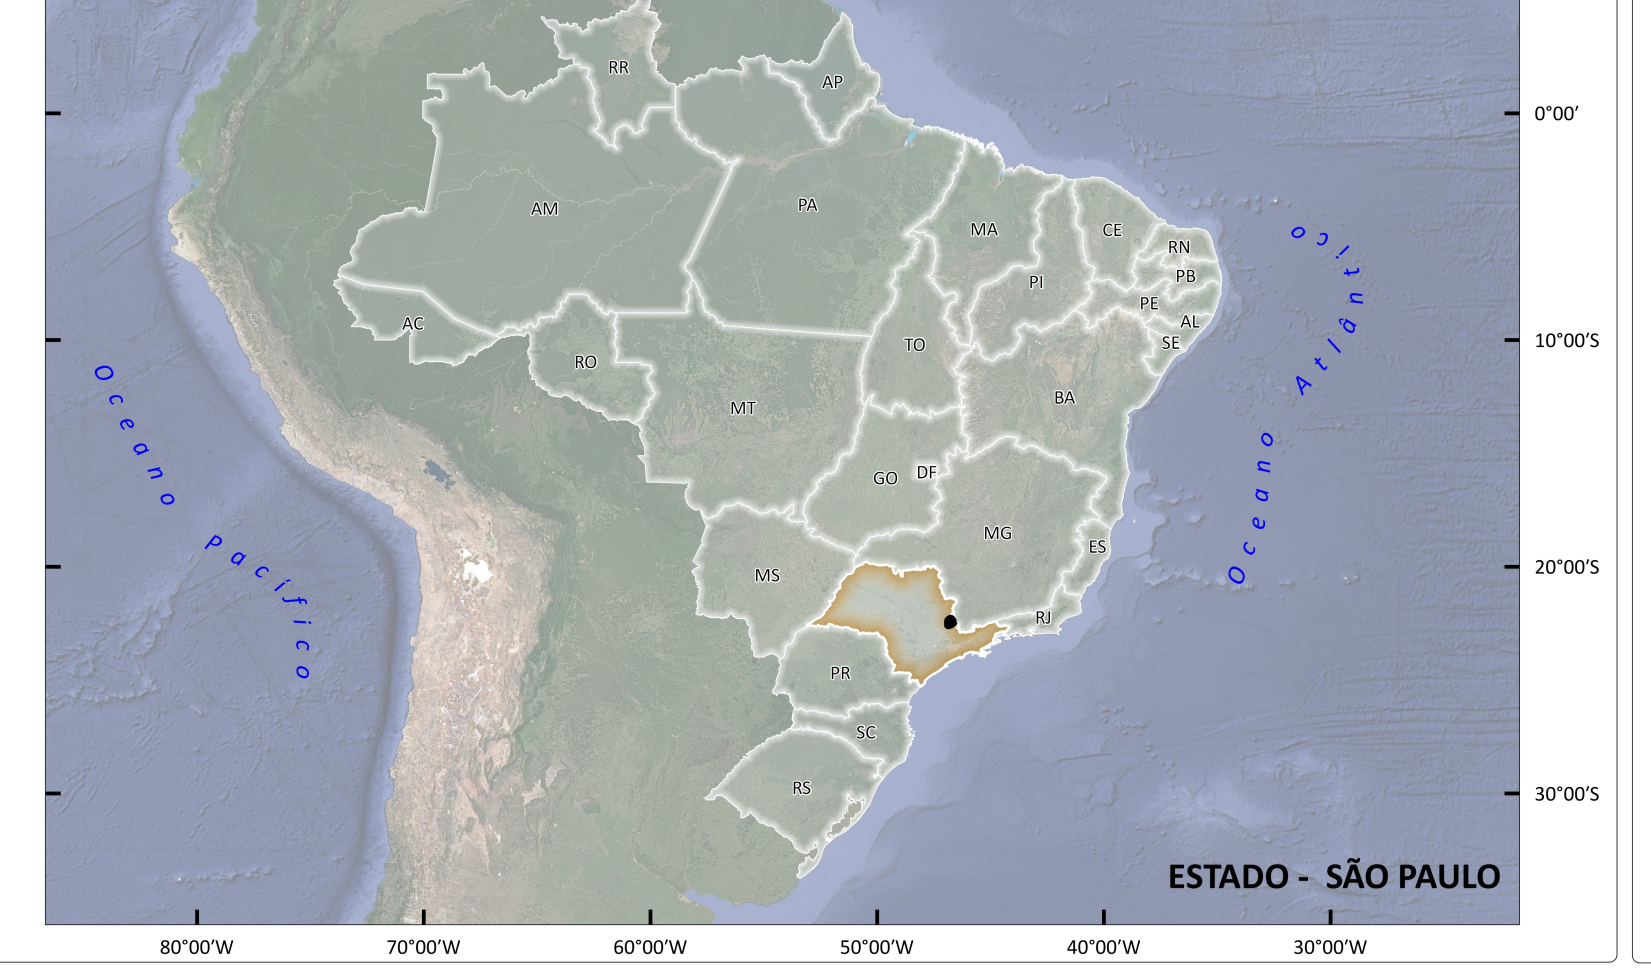 RR
AP
0°00′
AM
PA
MA
CE
RN
PI
PB
PE
AL
AC
TO
SE
10°00′S
RO
MT
BA
GO
DF
MG
ES
MS
20°00′S
RJ
PR
SC
RS
30°00′S
Oceano Pacífico
Oceano Atlântico
ESTADO - SÃO PAULO
80°00′W 70°00′W 60°00′W 50°00′W 40°00′W 30°00′W